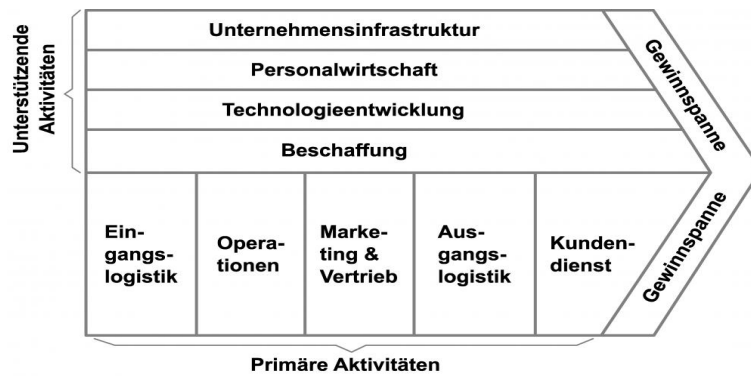 Unterstützende
Aktivitäten
Unternehmensinfrastruktur
Personalwirtschaft
Technologieentwicklung
Beschaffung
Gewinnspanne
Ein-
gangs-
logistik
Opera-
tionen
Marke-
ting &
Vertrieb
Aus-
gangs-
logistik
Kunden-
dienst
Gewinnspanne
Primäre Aktivitäten